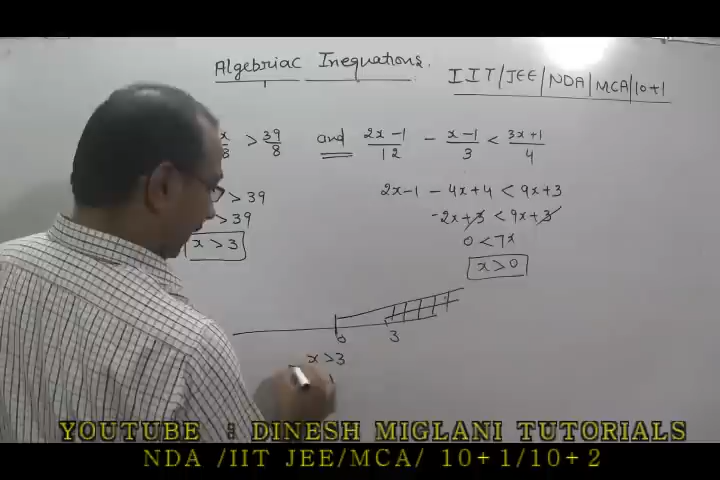 Algebriac Inequations.
IIT/JEE/NDA/MCA/10+1
x/8 > 39/8 and (2x-1)/12 - (x-1)/3 < (3x+1)/4
> 39
2x-1 - 4x+4 < 9x+3
> 39
-2x+3 < 9x+3
x > 3
0 < 7x
x > 0
0 3
x > 3
YOUTUBE : DINESH MIGLANI TUTORIALS
NDA /IIT JEE/MCA/ 10+1/10+2